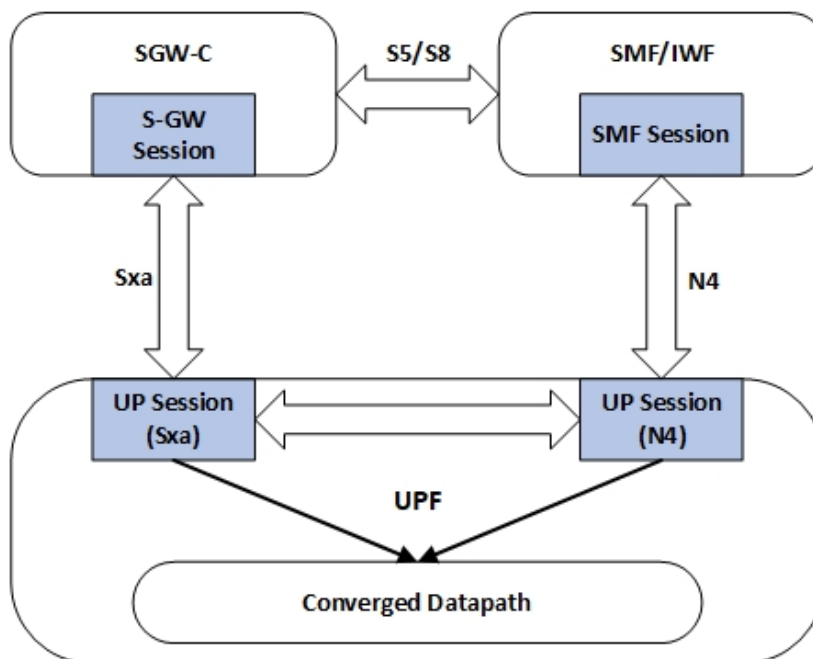 SGW-C
S5/S8
SMF/IWF
S-GW
Session
SMF Session
Sxa
N4
UP Session
(Sxa)
UP Session
(N4)
UPF
Converged Datapath